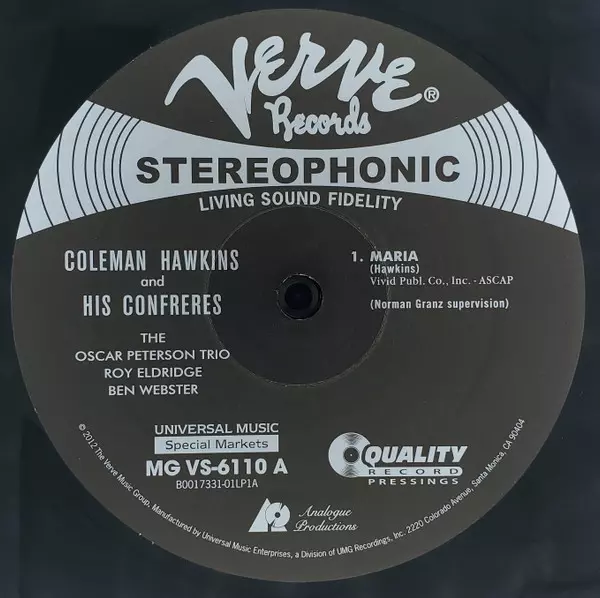 Verve®
Records
STEREOPHONIC
LIVING SOUND FIDELITY
COLEMAN HAWKINS
and
HIS CONFRERES
THE
OSCAR PETERSON TRIO
ROY ELDRIDGE
BEN WEBSTER
1. MARIA
(Hawkins)
Vivid Publ. Co., Inc. - ASCAP
(Norman Granz supervision)
UNIVERSAL MUSIC
Special Markets
MG VS-6110 A
B0017331-01LP1A
QUALITY
RECORD
PRESSINGS
AP
Analogue
Productions
© 2012 The Verve Music Group, Manufactured by Universal Music Enterprises, a Division of UMG Recordings, Inc. 2220 Colorado Avenue, Santa Monica, CA 90404